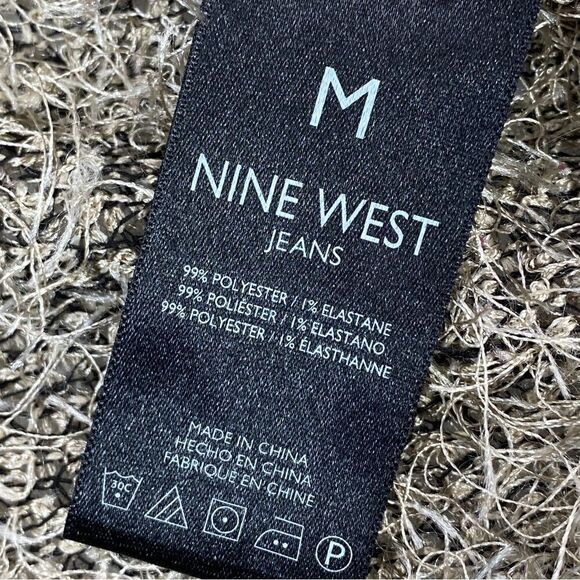 M
NINE WEST
JEANS
99% POLYESTER / 1% ELASTANE
99% POLIÉSTER / 1% ELASTANO
99% POLYESTER / 1% ÉLASTHANNE
MADE IN CHINA
HECHO EN CHINA
FABRIQUÉ EN CHINE
30C
P